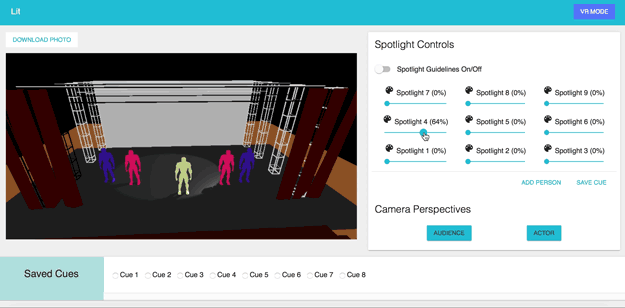 Lit
VR MODE
DOWNLOAD PHOTO
Spotlight Controls
Spotlight Guidelines On/Off
Spotlight 7 (0%) Spotlight 8 (0%) Spotlight 9 (0%)
Spotlight 4 (64%) Spotlight 5 (0%) Spotlight 6 (0%)
Spotlight 1 (0%) Spotlight 2 (0%) Spotlight 3 (0%)
ADD PERSON SAVE CUE
Camera Perspectives
AUDIENCE ACTOR
Saved Cues
Cue 1 Cue 2 Cue 3 Cue 4 Cue 5 Cue 6 Cue 7 Cue 8